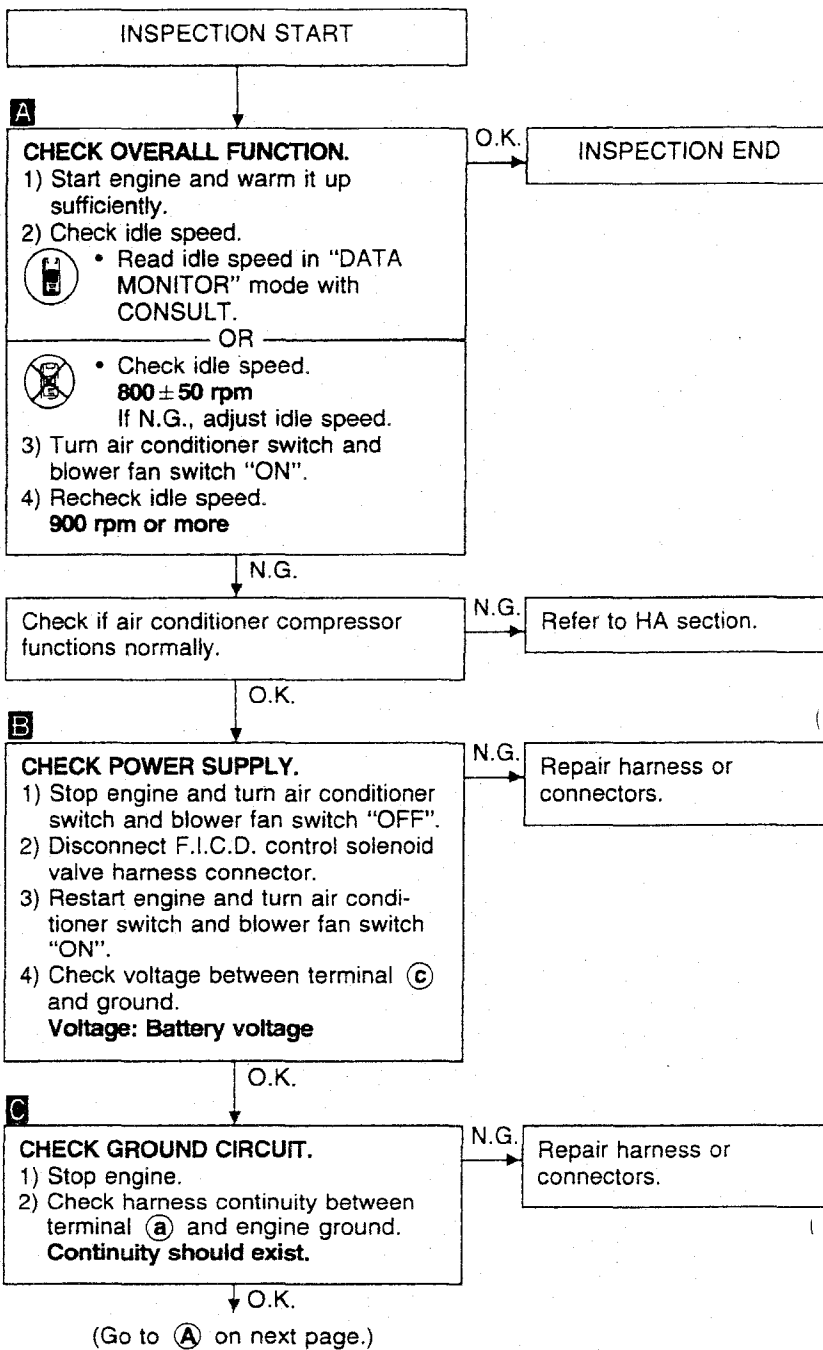 INSPECTION START
A
CHECK OVERALL FUNCTION.
1) Start engine and warm it up
sufficiently.
2) Check idle speed.
• Read idle speed in "DATA
MONITOR" mode with
CONSULT.
OR
• Check idle speed.
800 ± 50 rpm
If N.G., adjust idle speed.
3) Turn air conditioner switch and
blower fan switch "ON".
4) Recheck idle speed.
900 rpm or more
O.K.
INSPECTION END
N.G.
Check if air conditioner compressor
functions normally.
N.G.
Refer to HA section.
O.K.
B
CHECK POWER SUPPLY.
1) Stop engine and turn air conditioner
switch and blower fan switch "OFF".
2) Disconnect F.I.C.D. control solenoid
valve harness connector.
3) Restart engine and turn air condi-
tioner switch and blower fan switch
"ON".
4) Check voltage between terminal ⓒ
and ground.
Voltage: Battery voltage
N.G.
Repair harness or
connectors.
O.K.
C
CHECK GROUND CIRCUIT.
1) Stop engine.
2) Check harness continuity between
terminal ⓐ and engine ground.
Continuity should exist.
N.G.
Repair harness or
connectors.
O.K.
(Go to Ⓐ on next page.)